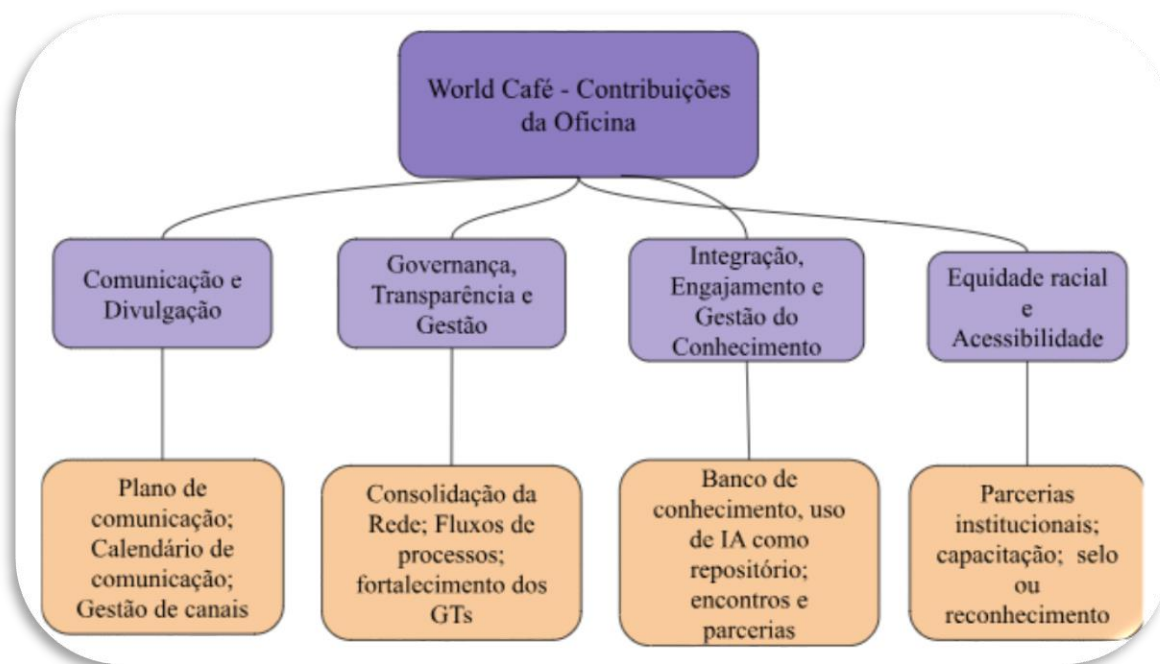 World Café - Contribuições
da Oficina
Comunicação e
Divulgação
Governança,
Transparência e
Gestão
Integração,
Engajamento e
Gestão do
Conhecimento
Equidade racial
e
Acessibilidade
Plano de
comunicação;
Calendário de
comunicação;
Gestão de canais
Consolidação da
Rede; Fluxos de
processos;
fortalecimento dos
GTs
Banco de
conhecimento, uso
de IA como
repositório;
encontros e
parcerias
Parcerias
institucionais;
capacitação; selo
ou
reconhecimento